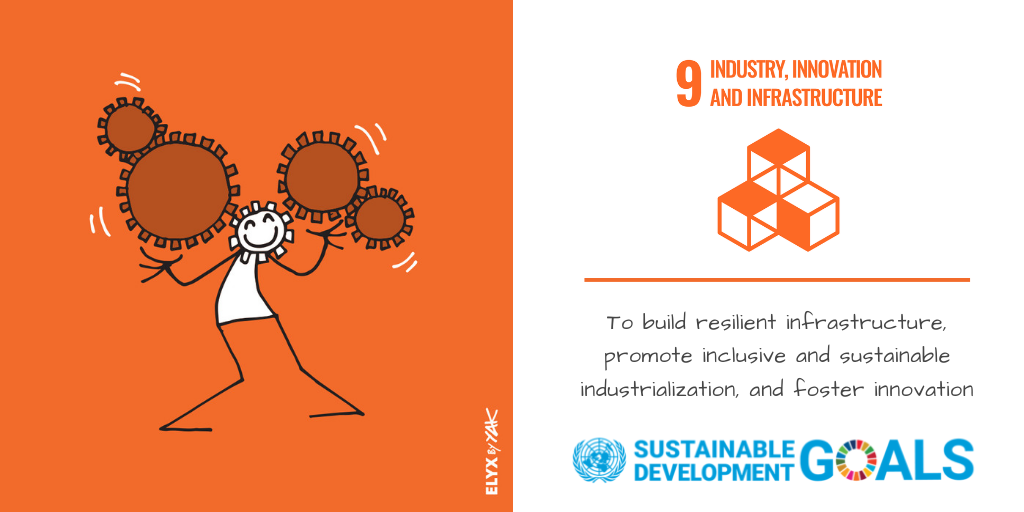 ELYX By YAK
9 INDUSTRY, INNOVATION
AND INFRASTRUCTURE
To build resilient infrastructure,
promote inclusive and sustainable
industrialization, and foster innovation
SUSTAINABLE
DEVELOPMENT GOALS